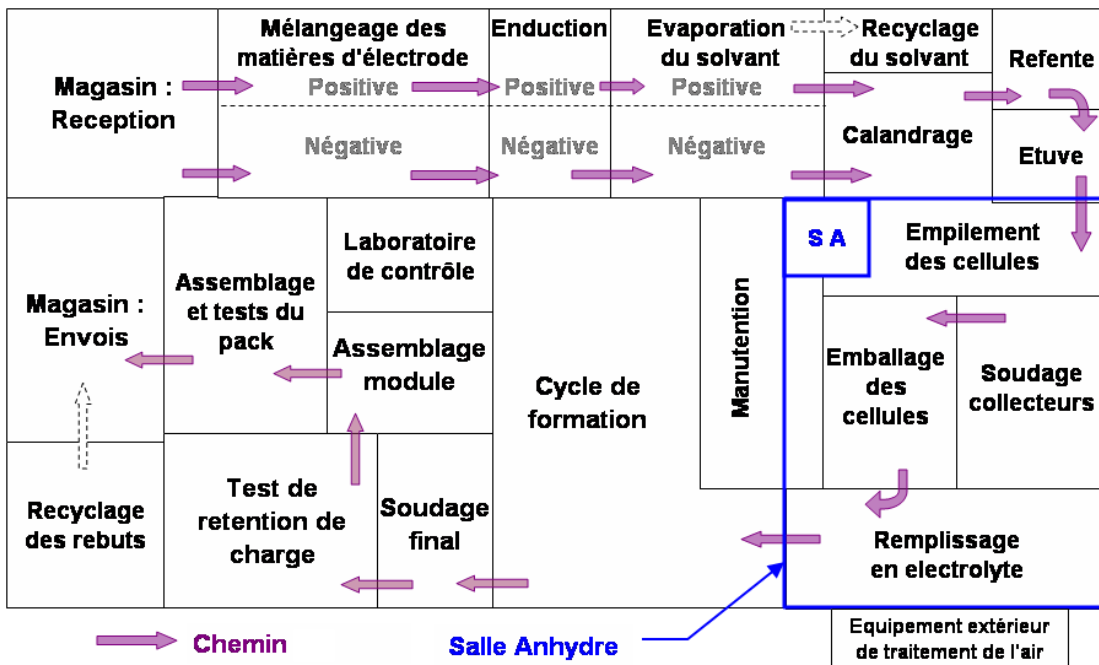 Magasin :
Reception
Mélangeage des
matières d'électrode
Positive
Négative
Enduction
Positive
Négative
Evaporation
du solvant
Positive
Négative
Recyclage
du solvant
Calandrage
Refente
Etuve
Magasin :
Envois
Assemblage
et tests du
pack
Laboratoire
de contrôle
Assemblage
module
Cycle de
formation
Manutention
S A
Empilement
des cellules
Emballage
des
cellules
Soudage
collecteurs
Recyclage
des rebuts
Test de
retention de
charge
Soudage
final
Remplissage
en electrolyte
Chemin
Salle Anhydre
Equipement extérieur
de traitement de l'air